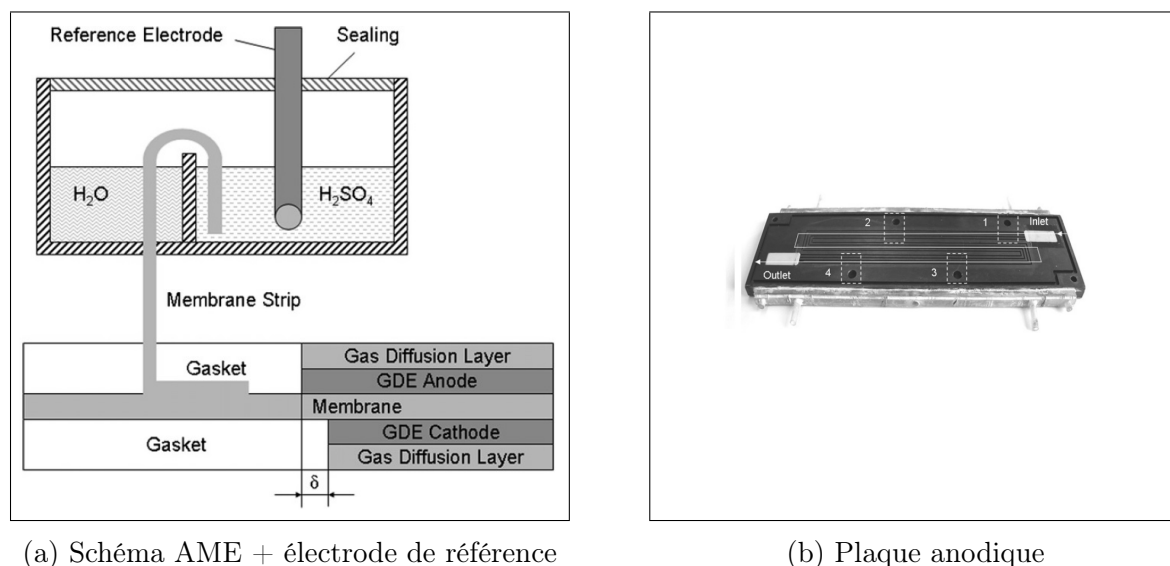 Reference Electrode
Sealing
H₂O
H₂SO₄
Membrane Strip
Gasket
Gas Diffusion Layer
GDE Anode
Membrane
Gasket
GDE Cathode
Gas Diffusion Layer
δ
(a) Schéma AME + électrode de référence
2
1
Inlet
Outlet
4
3
(b) Plaque anodique